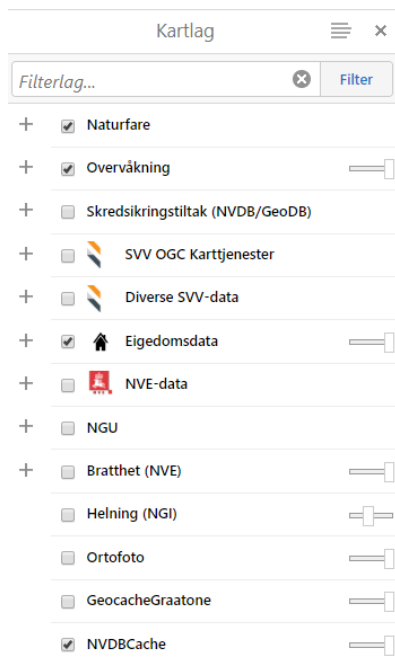 Kartlag
Filterlag...
Filter
Naturfare
Overvåkning
Skredsikringstiltak (NVDB/GeoDB)
SVV OGC Karttjenester
Diverse SVV-data
Eigedomsdata
NVE-data
NGU
Bratthet (NVE)
Helning (NGI)
Ortofoto
GeocacheGraatone
NVDBCache